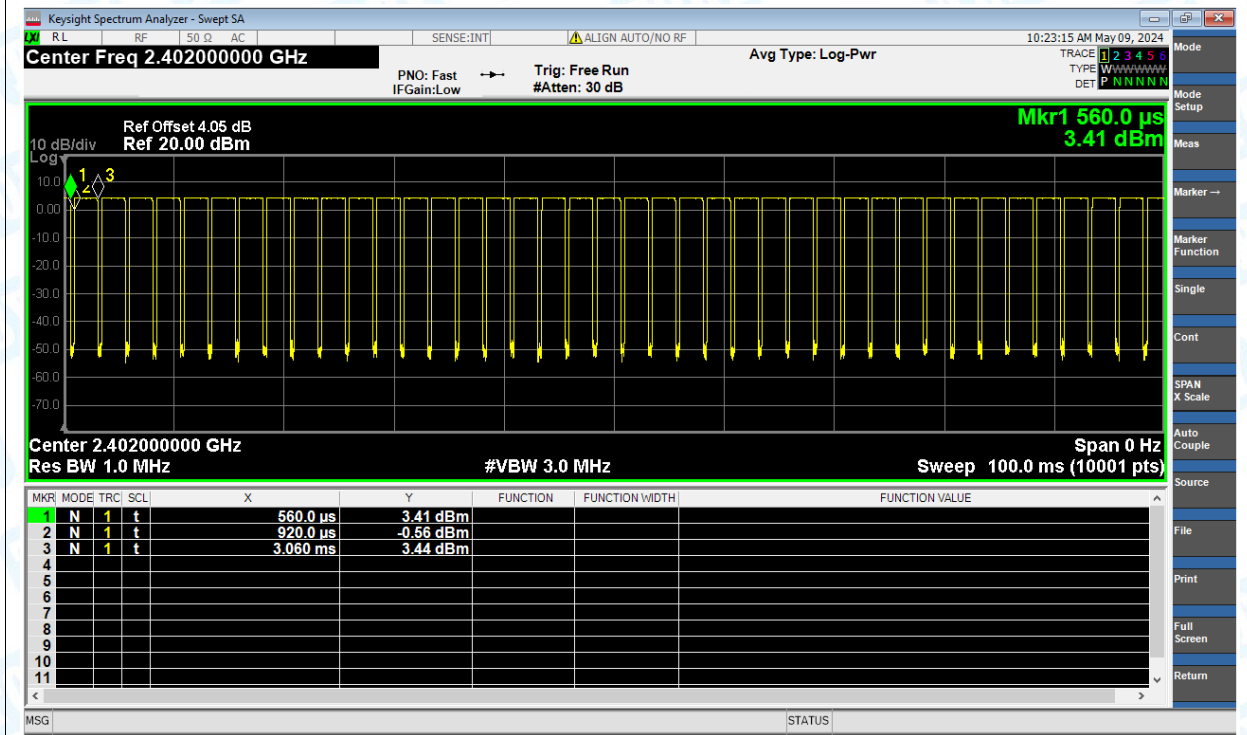 Keysight Spectrum Analyzer - Swept SA
LXI RL RF 50 Ω AC SENSE:INT ALIGN AUTO/NO RF 10:23:15 AM May 09, 2024
Center Freq 2.402000000 GHz
PNO: Fast
IFGain:Low
Trig: Free Run
#Atten: 30 dB
Avg Type: Log-Pwr
TRACE 1 2 3 4 5 6
TYPE WWWWWW
DET P N N N N N
Ref Offset 4.05 dB
10 dB/div Ref 20.00 dBm
Log
Mkr1 560.0 µs
3.41 dBm
1
2
3
10.0
0.00
-10.0
-20.0
-30.0
-40.0
-50.0
-60.0
-70.0
Center 2.402000000 GHz Span 0 Hz
Res BW 1.0 MHz #VBW 3.0 MHz Sweep 100.0 ms (10001 pts)
MKR MODE TRC SCL X Y FUNCTION FUNCTION WIDTH FUNCTION VALUE
1 N 1 t 560.0 µs 3.41 dBm
2 N 1 t 920.0 µs -0.56 dBm
3 N 1 t 3.060 ms 3.44 dBm
4
5
6
7
8
9
10
11
MSG STATUS
Mode
Mode
Setup
Meas
Marker →
Marker
Function
Single
Cont
SPAN
X Scale
Auto
Couple
Source
File
Print
Full
Screen
Return